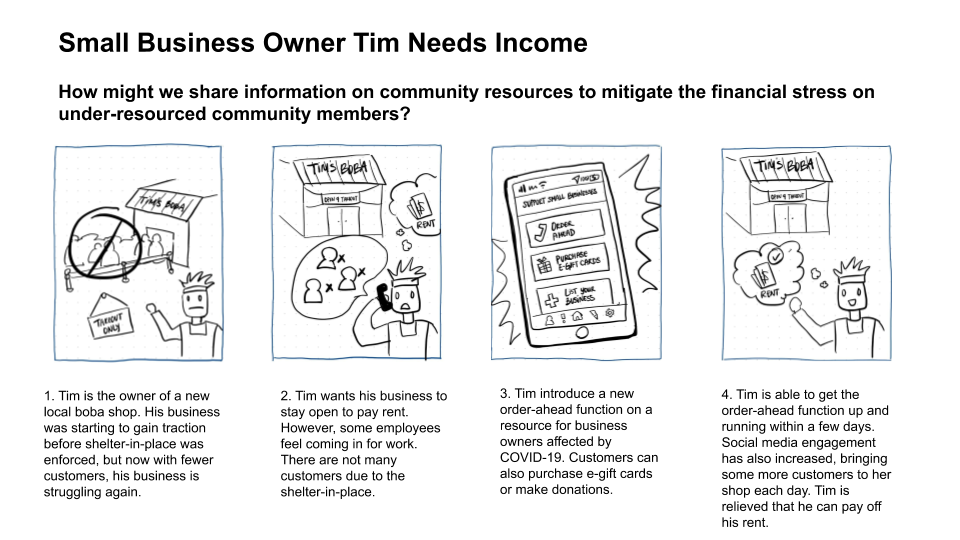 Small Business Owner Tim Needs Income
How might we share information on community resources to mitigate the financial stress on
under-resourced community members?
TIM'S BOBA
TAKEOUT
ONLY
TIM'S BOBA
OPEN 4 TAKEOUT
RENT
SUPPORT SMALL BUSINESSES
ORDER
AHEAD
PURCHASE
E-GIFT CARDS
LIST YOUR
BUSINESS
TIM'S BOBA
OPEN 4 TAKEOUT
RENT
1. Tim is the owner of a new
local boba shop. His business
was starting to gain traction
before shelter-in-place was
enforced, but now with fewer
customers, his business is
struggling again.
2. Tim wants his business to
stay open to pay rent.
However, some employees
feel coming in for work.
There are not many
customers due to the
shelter-in-place.
3. Tim introduce a new
order-ahead function on a
resource for business
owners affected by
COVID-19. Customers can
also purchase e-gift cards
or make donations.
4. Tim is able to get the
order-ahead function up and
running within a few days.
Social media engagement
has also increased, bringing
some more customers to her
shop each day. Tim is
relieved that he can pay off
his rent.